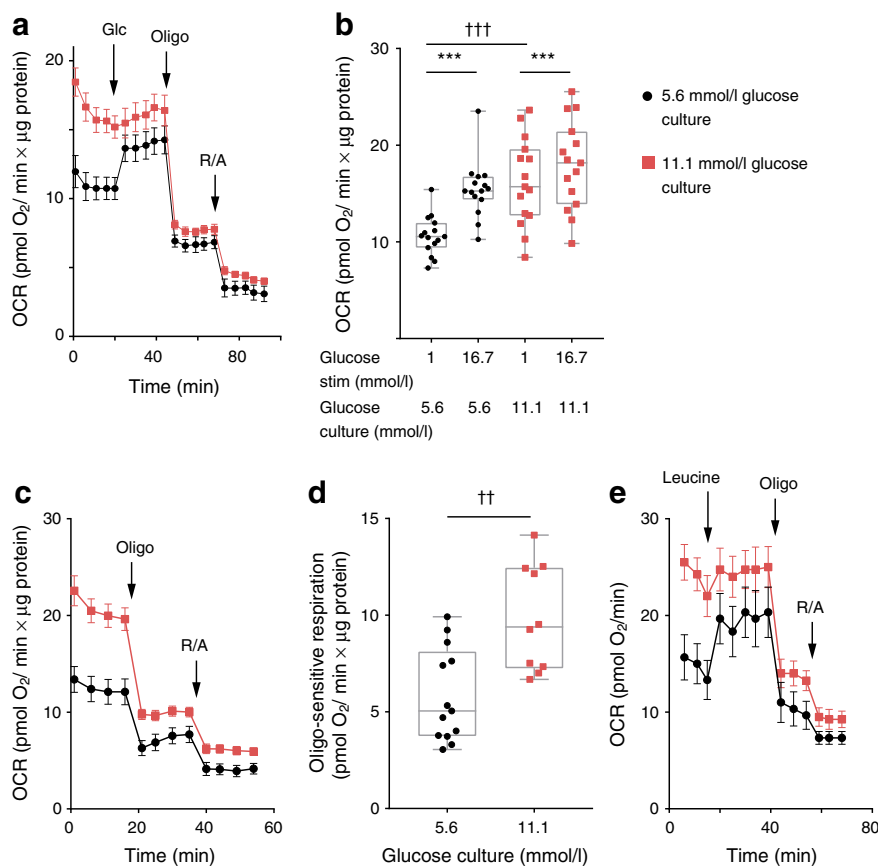 a
Glc
Oligo
R/A
OCR (pmol O2/ min × μg protein)
20
10
0
0
40
80
Time (min)
b
†††
***
***
OCR (pmol O2/ min × μg protein)
30
20
10
0
Glucose stim (mmol/l)
1
16.7
1
16.7
Glucose culture (mmol/l)
5.6
5.6
11.1
11.1
5.6 mmol/l glucose
culture
11.1 mmol/l glucose
culture
c
Oligo
R/A
OCR (pmol O2/ min × μg protein)
30
20
10
0
0
20
40
60
Time (min)
d
††
Oligo-sensitive respiration
(pmol O2/ min × μg protein)
15
10
5
0
5.6
11.1
Glucose culture (mmol/l)
e
Leucine
Oligo
R/A
OCR (pmol O2/min)
30
20
10
0
0
40
80
Time (min)